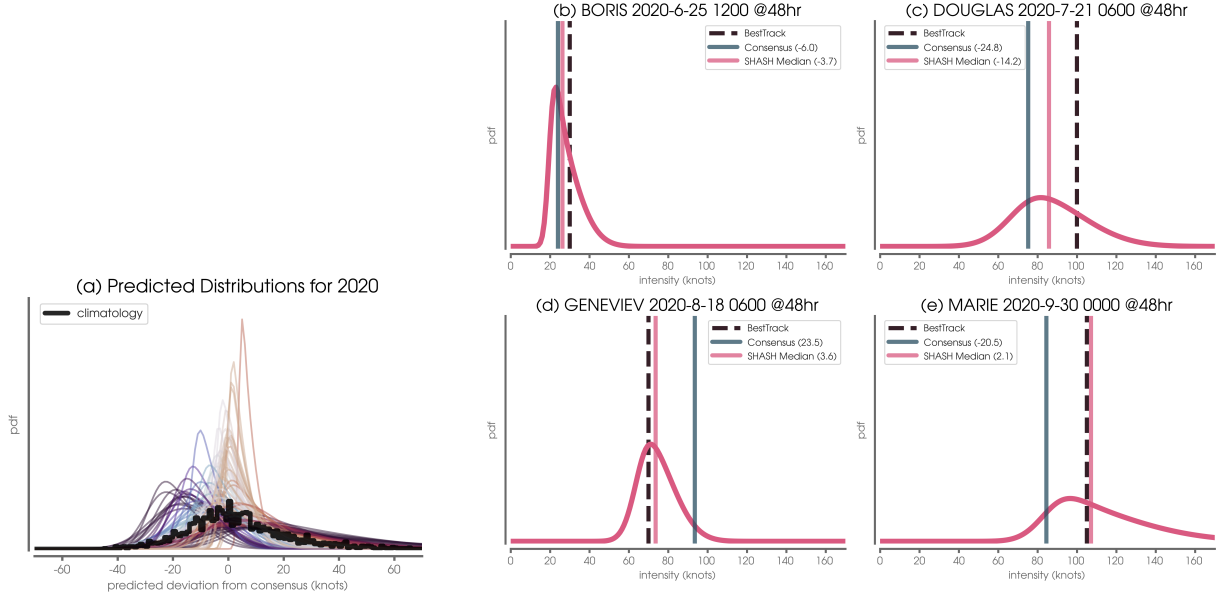 (b) BORIS 2020-6-25 1200 @48hr
BestTrack
Consensus (-6.0)
SHASH Median (-3.7)
pdf
0 20 40 60 80 100 120 140 160
intensity (knots)
(c) DOUGLAS 2020-7-21 0600 @48hr
BestTrack
Consensus (-24.8)
SHASH Median (-14.2)
pdf
0 20 40 60 80 100 120 140 160
intensity (knots)
(a) Predicted Distributions for 2020
climatology
pdf
-60 -40 -20 0 20 40 60
predicted deviation from consensus (knots)
(d) GENEVIEV 2020-8-18 0600 @48hr
BestTrack
Consensus (23.5)
SHASH Median (3.6)
pdf
0 20 40 60 80 100 120 140 160
intensity (knots)
(e) MARIE 2020-9-30 0000 @48hr
BestTrack
Consensus (-20.5)
SHASH Median (2.1)
pdf
0 20 40 60 80 100 120 140 160
intensity (knots)